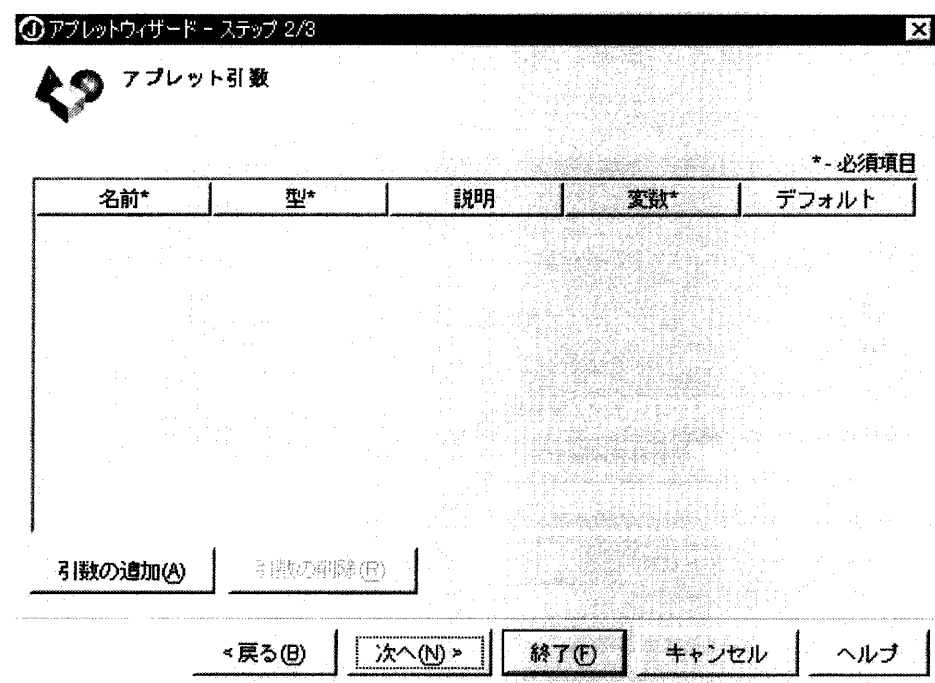 アプレットウィザード - ステップ 2/3
アプレット引数
*- 必須項目
名前* 型* 説明 変数* デフォルト
引数の追加(A) 引数の削除(R)
<戻る(B) 次へ(N)> 終了(F) キャンセル ヘルプ